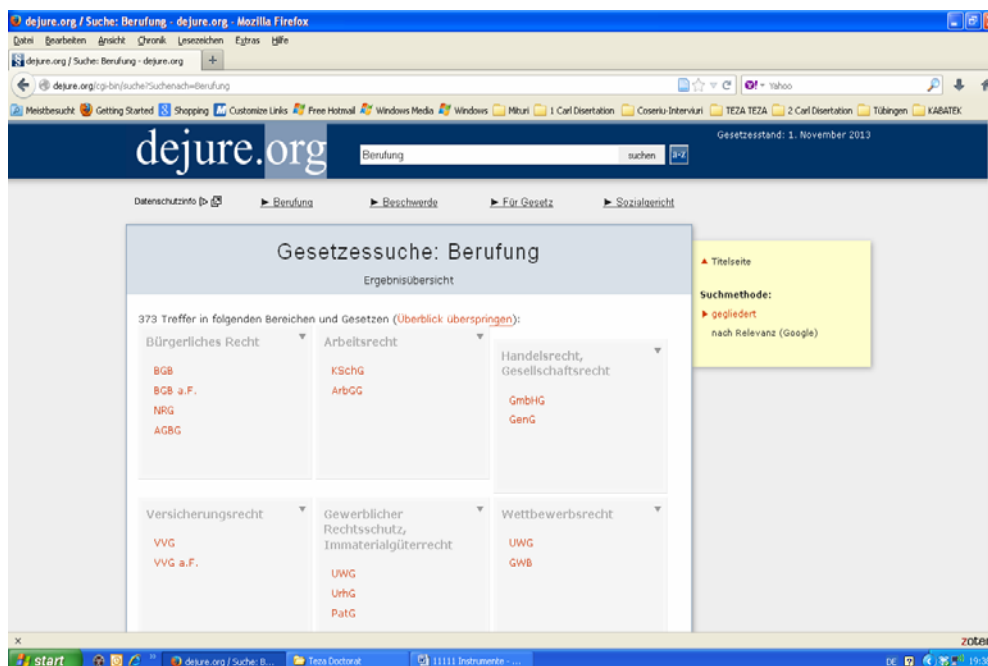 dejure.org / Suche: Berufung - dejure.org - Mozilla Firefox
Datei Bearbeiten Ansicht Chronik Lesezeichen Extras Hilfe
dejure.org / Suche: Berufung - dejure.org
dejure.org/cgi-bin/suche?Suchenach=Berufung
Yahoo
Meistbesucht Getting Started Shopping Customize Links Free Hotmail Windows Media Windows Mituri 1 Carl Disertation Coseriu-Interviuri TEZA TEZA 2 Carl Disertation Tübingen KABATEK
dejure.org
Berufung suchen a-z
Gesetzesstand: 1. November 2013
Datenschutzinfo Berufung Beschwerde Für Gesetz Sozialgericht
Gesetzessuche: Berufung
Ergebnisübersicht
373 Treffer in folgenden Bereichen und Gesetzen (Überblick überspringen):
Bürgerliches Recht
BGB
BGB a.F.
NRG
AGBG
Arbeitsrecht
KSchG
ArbGG
Handelsrecht,
Gesellschaftsrecht
GmbHG
GenG
Versicherungsrecht
VVG
VVG a.F.
Gewerblicher
Rechtsschutz,
Immaterialgüterrecht
UWG
UrhG
PatG
Wettbewerbsrecht
UWG
GWB
Titelseite
Suchmethode:
gegliedert
nach Relevanz (Google)
x zoter
start dejure.org / Suche: B... Teza Doctorat 11111 Instrumente - ... DE 19:30